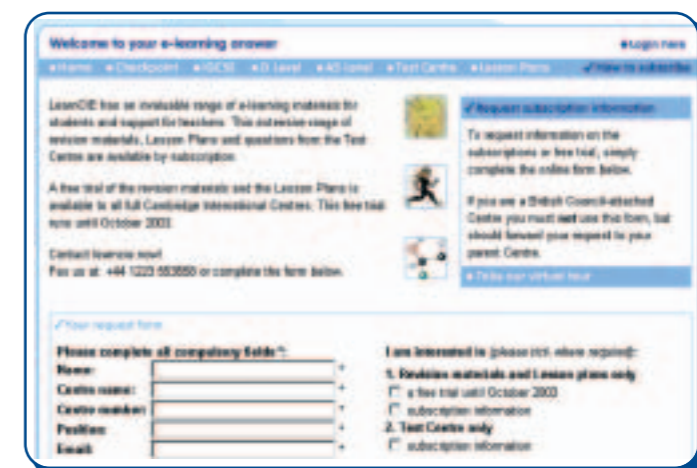 Welcome to your e-learning answer
Login here
Home Checkpoint IGCSE O Level AS Level Test Centre Lesson Plans How to subscribe
LearnCIE has an invaluable range of e-learning materials for
students and support for teachers. This extensive range of
revision materials, Lesson Plans and questions from the Test
Centre are available by subscription.
A free trial of the revision materials and the Lesson Plans is
available to all full Cambridge International Centres. This free trial
runs until October 2003.
Contact learncie now!
Fax us at: +44 1223 or complete the form below.
Request subscription information
To request information on the
subscriptions or free trial, simply
complete the online form below.
If you are a British Council-attached
Centre you must not use this form, but
should forward your request to your
parent Centre.
Take our virtual tour
Your request form
Please complete all compulsory fields *:
Name: *
Centre name: *
Centre number: *
Position: *
Email: *
I am interested in (please tick where required):
1. Revision materials and Lesson plans only
a free trial until October 2003
subscription information
2. Test Centre only
subscription information